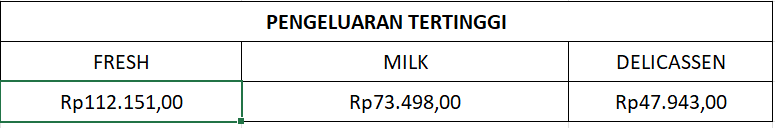 PENGELUARAN TERTINGGI
FRESH MILK DELICASSEN
Rp112.151,00 Rp73.498,00 Rp47.943,00